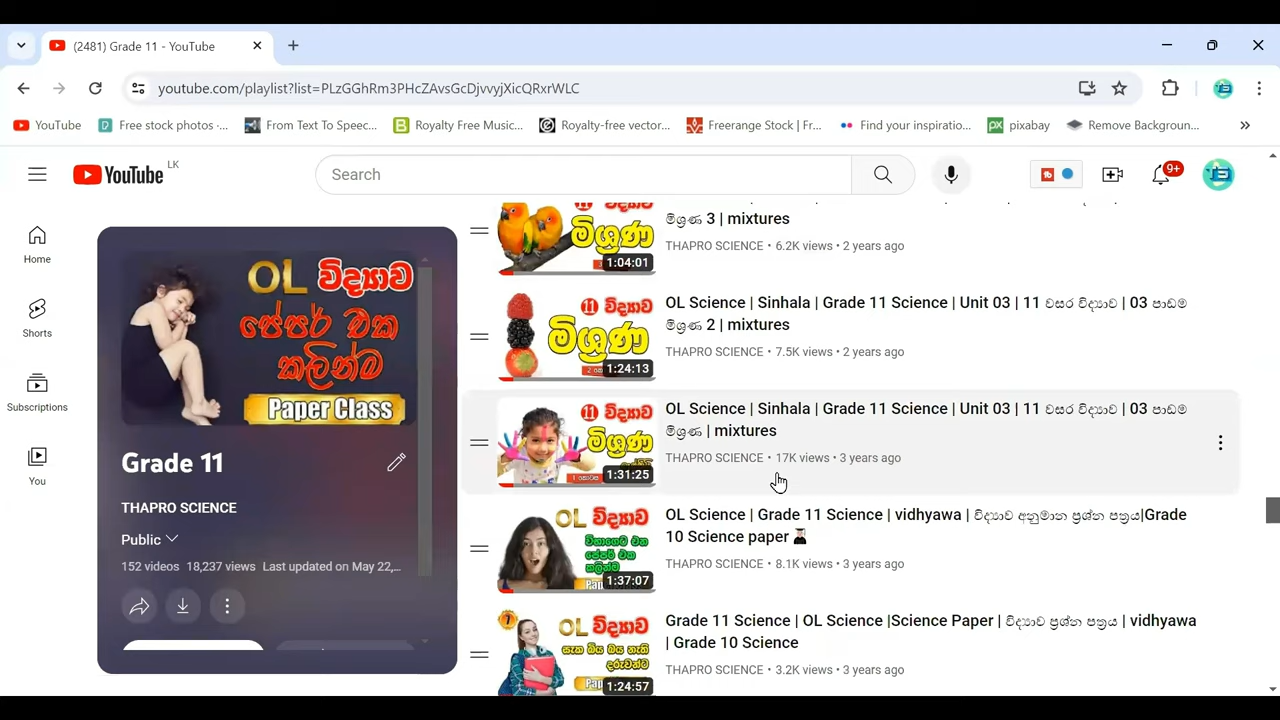 (2481) Grade 11 - YouTube
youtube.com/playlist?list=PLzGGhRm3PHcZAvsGcDjvvyjXicQRxrWLC
YouTube
Free stock photos -...
From Text To Speec...
Royalty Free Music...
Royalty-free vector...
Freerange Stock | Fr...
Find your inspiratio...
pixabay
Remove Backgroun...
YouTube LK
Search
9+
Home
Shorts
Subscriptions
You
OL විද්‍යාව
පේපර් එක
කලින්ම
Paper Class
Grade 11
THAPRO SCIENCE
Public
152 videos 18,237 views Last updated on May 22,...
11 විද්‍යාව
මිශ්‍රණ
1:04:01
මිශ්‍රණ 3 | mixtures
THAPRO SCIENCE • 6.2K views • 2 years ago
11 විද්‍යාව
මිශ්‍රණ
1:24:13
OL Science | Sinhala | Grade 11 Science | Unit 03 | 11 වසර විද්‍යාව | 03 පාඩම
මිශ්‍රණ 2 | mixtures
THAPRO SCIENCE • 7.5K views • 2 years ago
11 විද්‍යාව
මිශ්‍රණ
1 කොටස
1:31:25
OL Science | Sinhala | Grade 11 Science | Unit 03 | 11 වසර විද්‍යාව | 03 පාඩම
මිශ්‍රණ | mixtures
THAPRO SCIENCE • 17K views • 3 years ago
OL විද්‍යාව
පේපර් එක
1:37:07
OL Science | Grade 11 Science | vidhyawa | විද්‍යාව අනුමාන ප්‍රශ්න පත්‍රය|Grade
10 Science paper
THAPRO SCIENCE • 8.1K views • 3 years ago
1
OL විද්‍යාව
සැක බිය බය නැති
දරුවන්ට
1:24:57
Grade 11 Science | OL Science |Science Paper | විද්‍යාව ප්‍රශ්න පත්‍රය | vidhyawa
| Grade 10 Science
THAPRO SCIENCE • 3.2K views • 3 years ago